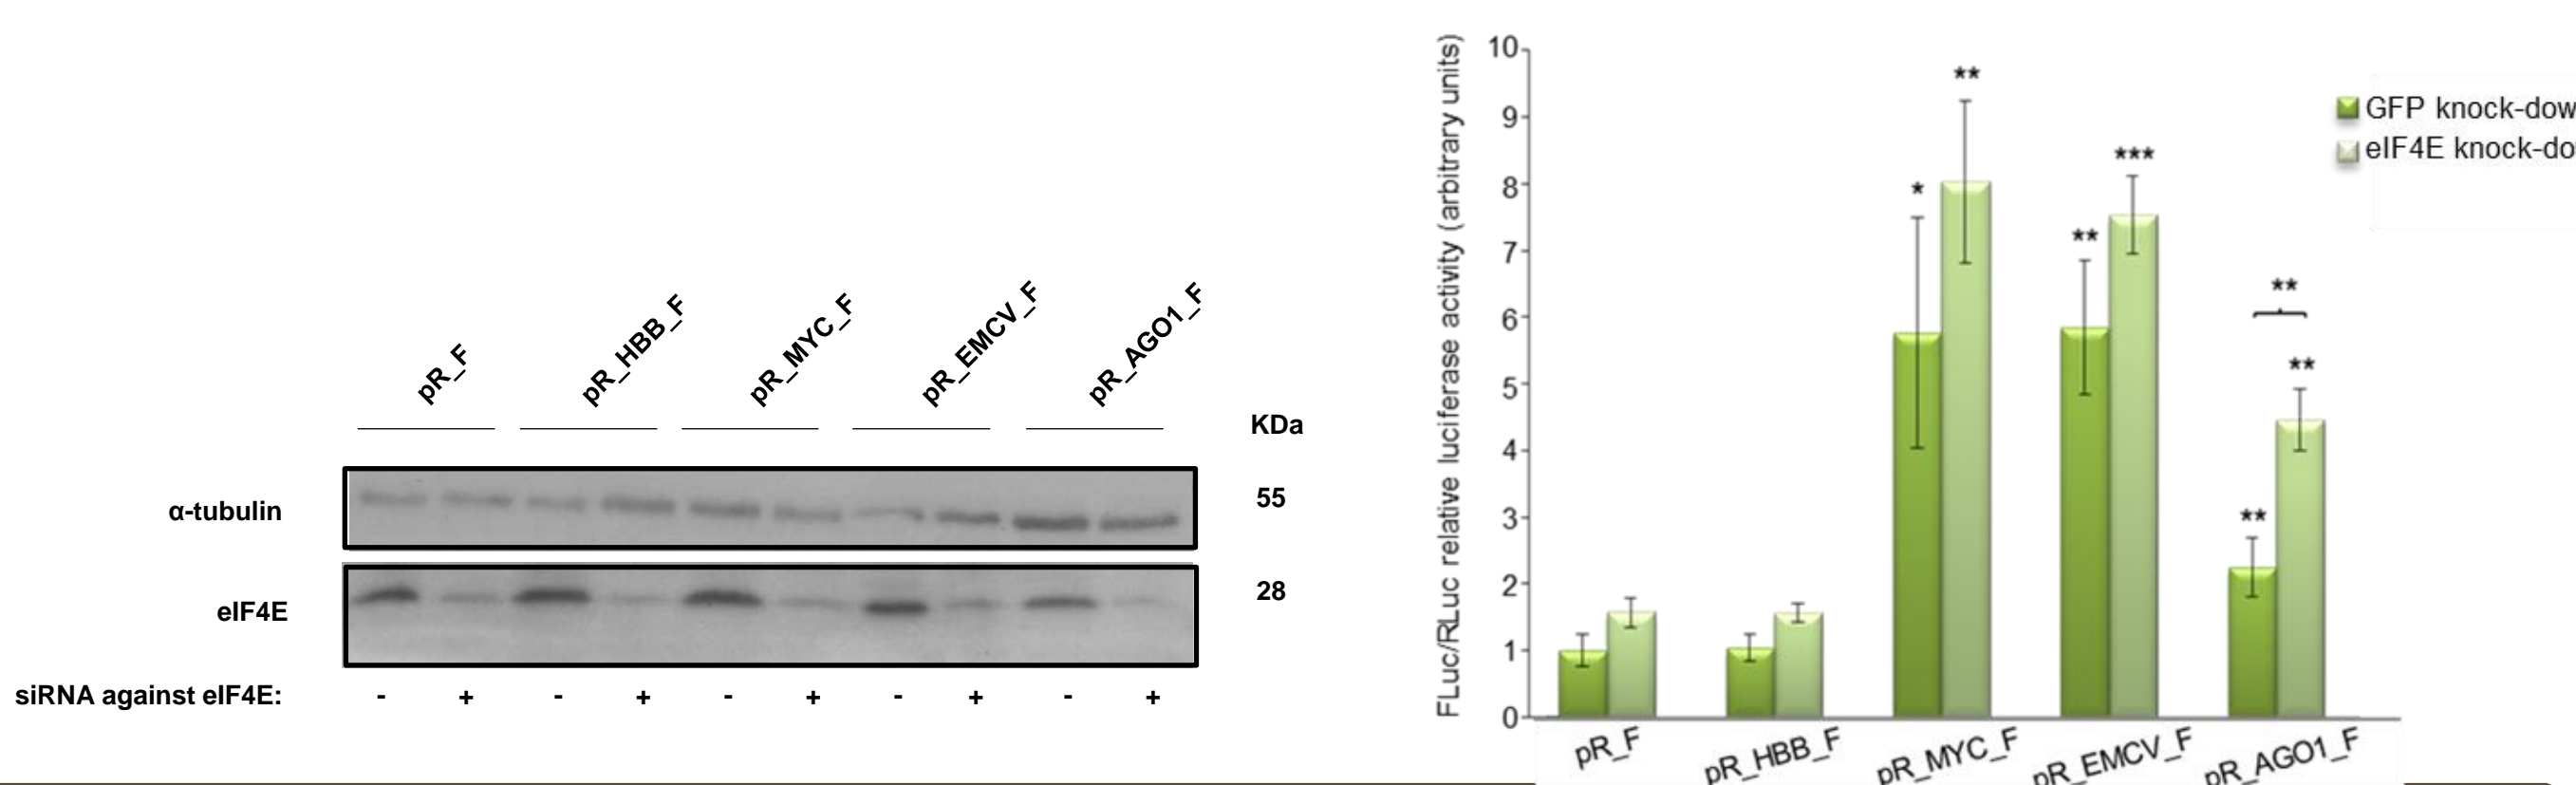 pR_F
pR_HBB_F
pR_MYC_F
pR_EMCV_F
pR_AGO1_F
KDa
α-tubulin
55
eIF4E
28
siRNA against eIF4E: - + - + - + - + - +
FLuc/RLuc relative luciferase activity (arbitrary units)
10
9
8
7
6
5
4
3
2
1
0
*
**
**
***
**
**
**
GFP knock-dow
eIF4E knock-do
pR_F
pR_HBB_F
pR_MYC_F
pR_EMCV_F
pR_AGO1_F